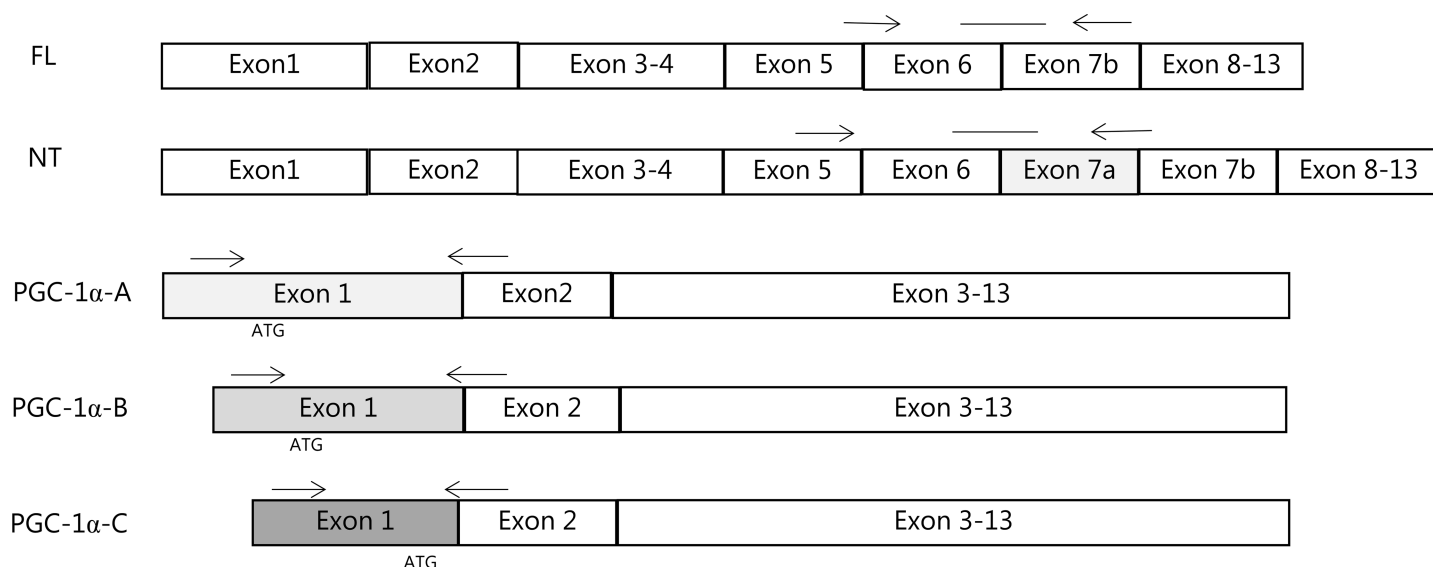 FL Exon1 Exon2 Exon 3-4 Exon 5 Exon 6 Exon 7b Exon 8-13
NT Exon1 Exon2 Exon 3-4 Exon 5 Exon 6 Exon 7a Exon 7b Exon 8-13
PGC-1α-A Exon 1 Exon2 Exon 3-13
ATG
PGC-1α-B Exon 1 Exon 2 Exon 3-13
ATG
PGC-1α-C Exon 1 Exon 2 Exon 3-13
ATG